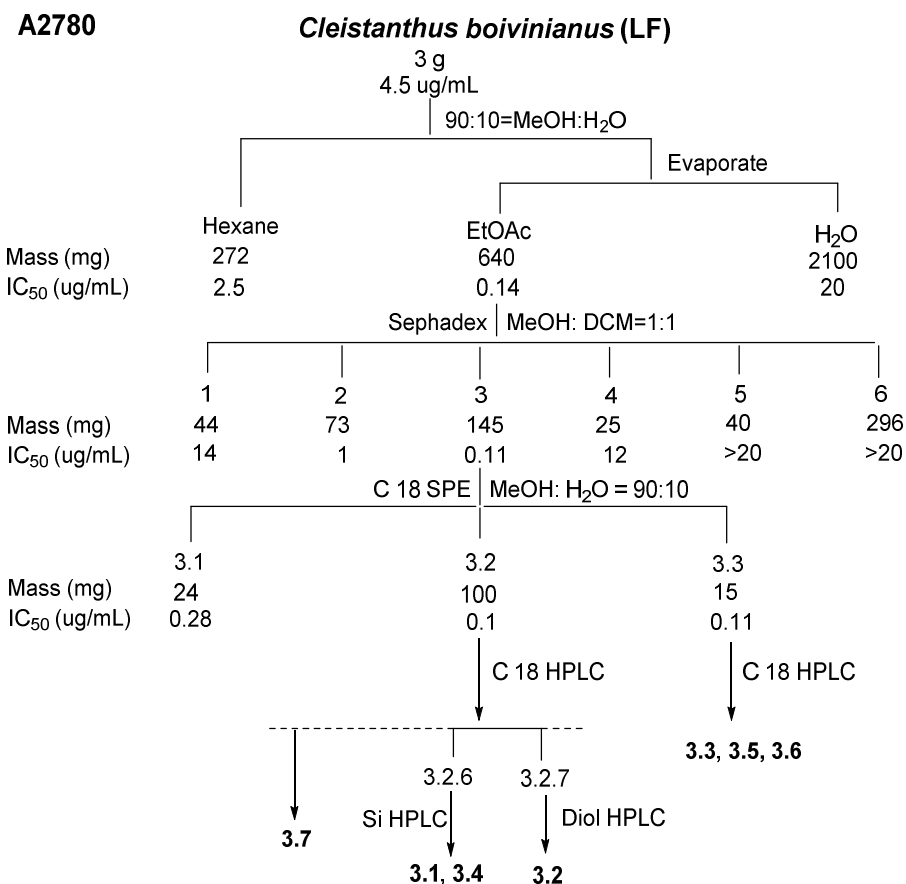 A2780 Cleistanthus boivinianus (LF)
3 g
4.5 ug/mL
90:10=MeOH:H₂O
Evaporate
Hexane EtOAc H₂O
Mass (mg) 272 640 2100
IC₅₀ (ug/mL) 2.5 0.14 20
Sephadex MeOH: DCM=1:1
1 2 3 4 5 6
Mass (mg) 44 73 145 25 40 296
IC₅₀ (ug/mL) 14 1 0.11 12 >20 >20
C 18 SPE MeOH: H₂O = 90:10
3.1 3.2 3.3
Mass (mg) 24 100 15
IC₅₀ (ug/mL) 0.28 0.1 0.11
C 18 HPLC C 18 HPLC
3.3, 3.5, 3.6
3.2.6 3.2.7
Si HPLC Diol HPLC
3.7
3.1, 3.4 3.2